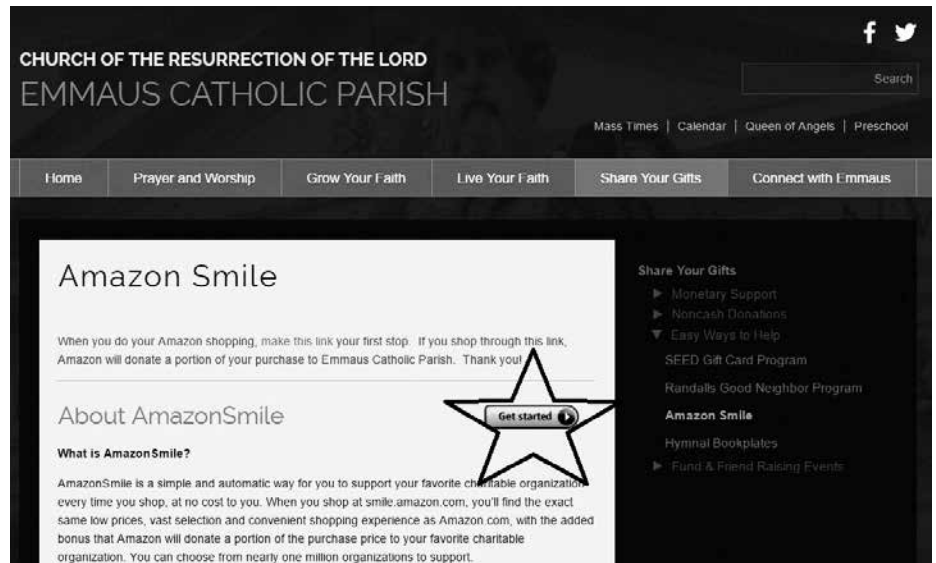 CHURCH OF THE RESURRECTION OF THE LORD
EMMAUS CATHOLIC PARISH
Search
Mass Times | Calendar | Queen of Angels | Preschool
Home Prayer and Worship Grow Your Faith Live Your Faith Share Your Gifts Connect with Emmaus
Amazon Smile
When you do your Amazon shopping, make this link your first stop. If you shop through this link,
Amazon will donate a portion of your purchase to Emmaus Catholic Parish. Thank you!
About AmazonSmile
Get started
What is AmazonSmile?
AmazonSmile is a simple and automatic way for you to support your favorite charitable organization
every time you shop, at no cost to you. When you shop at smile.amazon.com, you'll find the exact
same low prices, vast selection and convenient shopping experience as Amazon.com, with the added
bonus that Amazon will donate a portion of the purchase price to your favorite charitable
organization. You can choose from nearly one million organizations to support.
Share Your Gifts
Monetary Support
Noncash Donations
Easy Ways to Help
SEED Gift Card Program
Randalls Good Neighbor Program
Amazon Smile
Hymnal Bookplates
Fund & Friend Raising Events